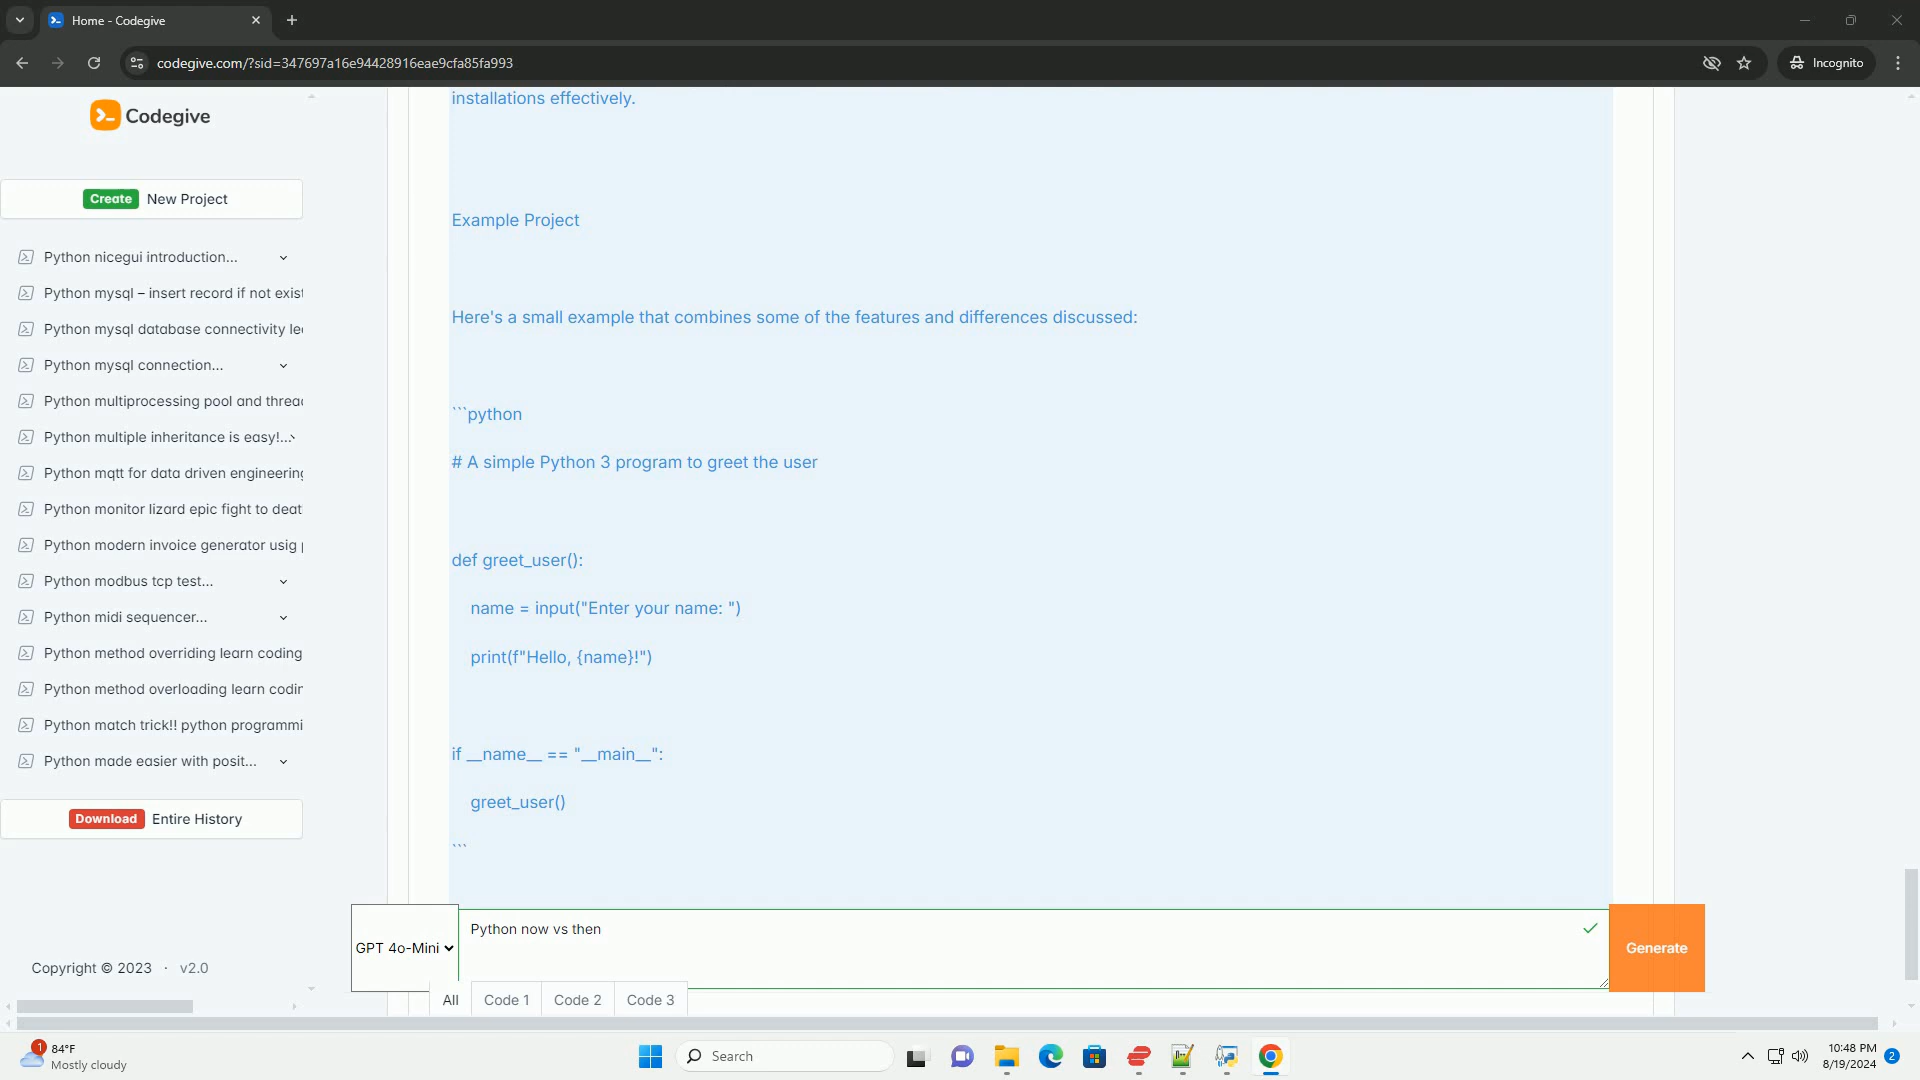 Home - Codegive
codegive.com/?sid=347697a16e94428916eae9cfa85fa993
Incognito
Codegive
Create New Project
Python nicegui introduction...
Python mysql – insert record if not exist
Python mysql database connectivity le
Python mysql connection...
Python multiprocessing pool and threa
Python multiple inheritance is easy!...
Python mqtt for data driven engineering
Python monitor lizard epic fight to deat
Python modern invoice generator usig
Python modbus tcp test...
Python midi sequencer...
Python method overriding learn coding
Python method overloading learn codin
Python match trick!! python programmi
Python made easier with posit...
Download Entire History
Copyright © 2023 · v2.0
installations effectively.
Example Project
Here's a small example that combines some of the features and differences discussed:
```python
# A simple Python 3 program to greet the user
def greet_user():
name = input("Enter your name: ")
print(f"Hello, {name}!")
if __name__ == "__main__":
greet_user()
```
GPT 4o-Mini
Python now vs then
Generate
All Code 1 Code 2 Code 3
1
84°F
Mostly cloudy
Search
10:48 PM
8/19/2024
2